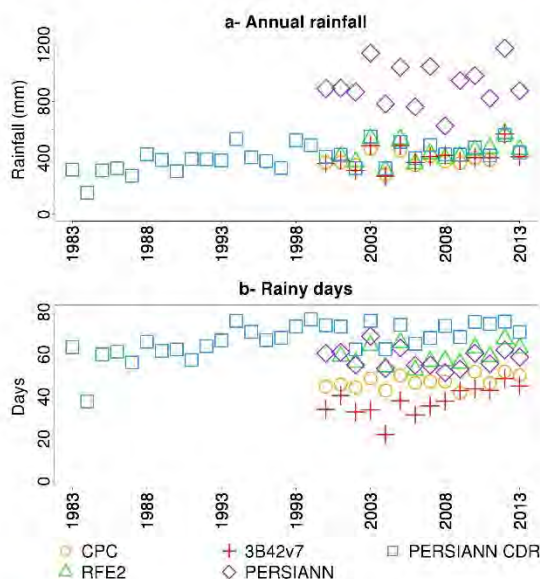 a- Annual rainfall
Rainfall (mm)
1200
800
400
0
1983
1988
1993
1998
2003
2008
2013
b- Rainy days
Days
80
60
40
20
0
1983
1988
1993
1998
2003
2008
2013
CPC
3B42v7
PERSIANN CDR
RFE2
PERSIANN